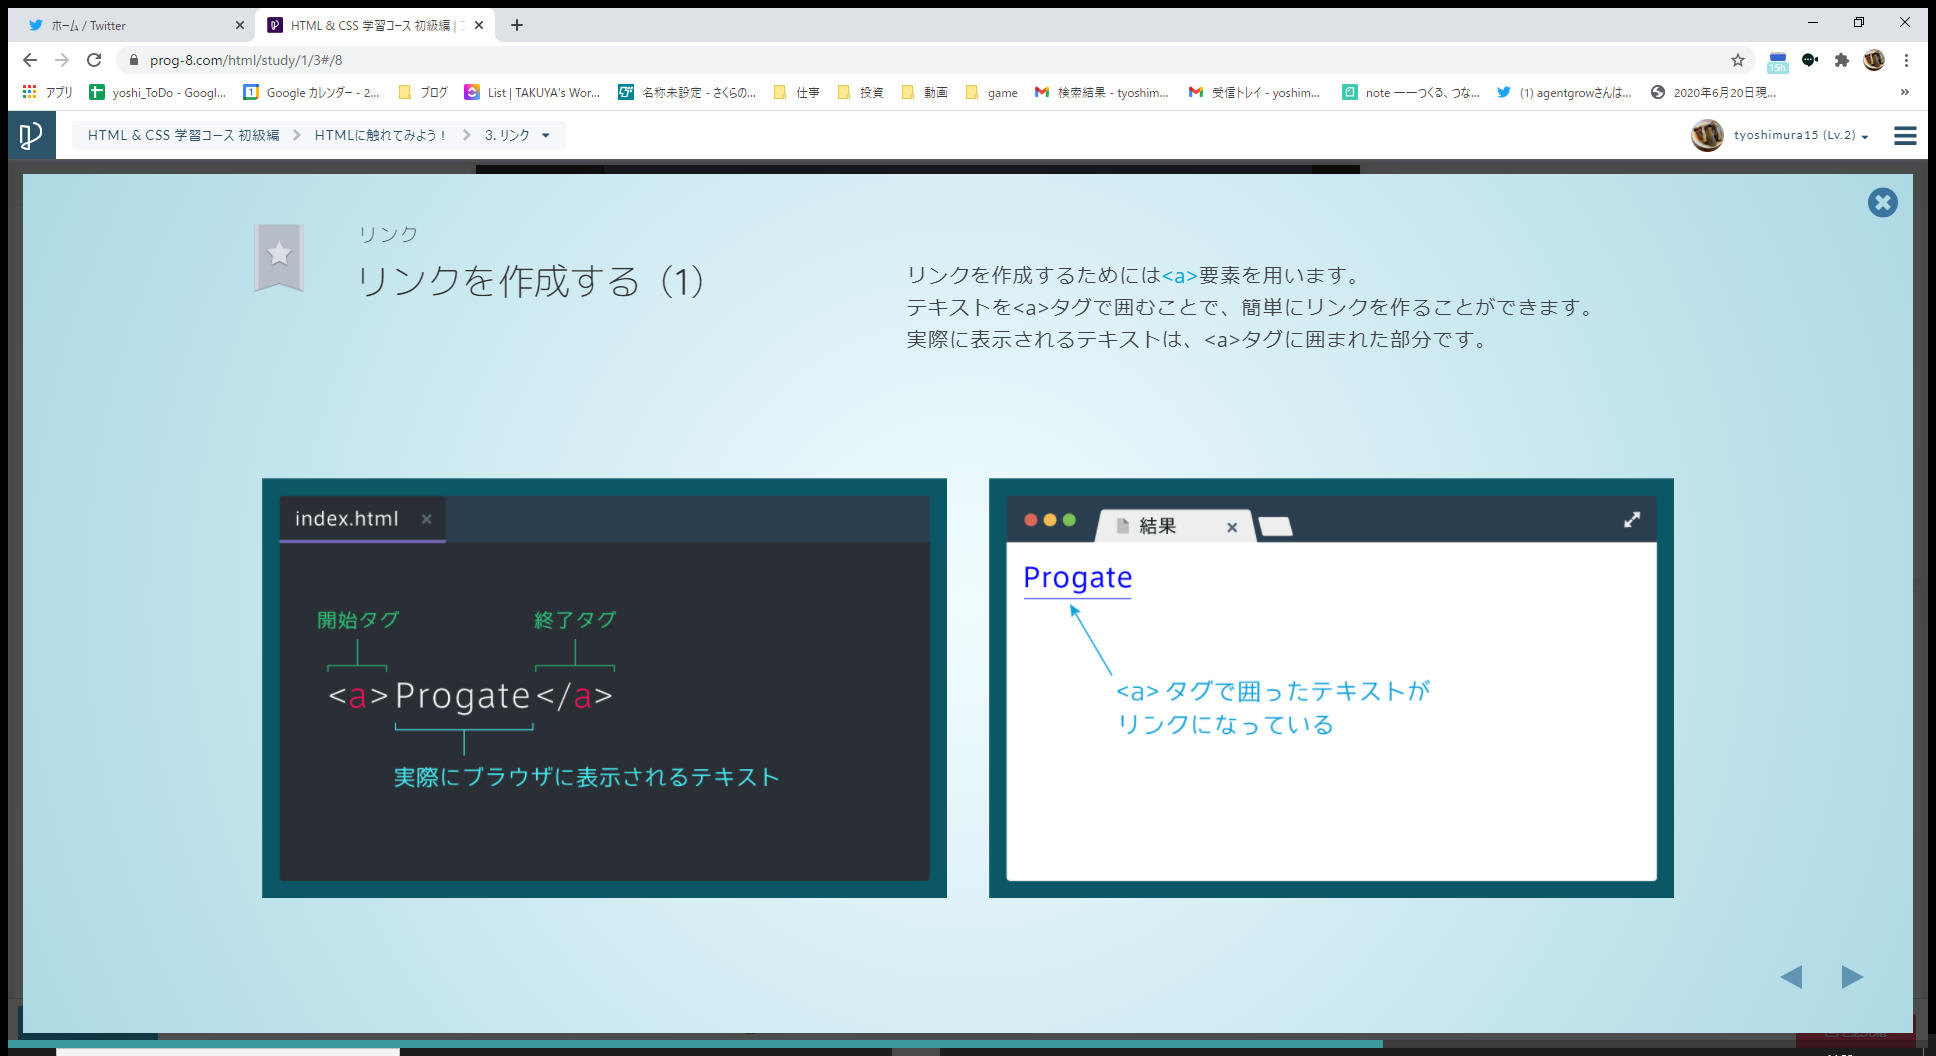 ホーム / Twitter
HTML & CSS 学習コース 初級編 |
prog-8.com/html/study/1/3#/8
15h
アプリ
yoshi_ToDo - Googl...
Google カレンダー - 2...
ブログ
List | TAKUYA's Wor...
名称未設定 - さくらの...
仕事
投資
動画
game
検索結果 - tyoshim...
受信トレイ - yoshim...
note ーーつくる、つな...
(1) agentgrowさんは...
2020年6月20日現...
»
HTML & CSS 学習コース 初級編
HTMLに触れてみよう！
3. リンク
tyoshimura15 (Lv.2)
リンク
リンクを作成する（1）
リンクを作成するためには<a>要素を用います。
テキストを<a>タグで囲むことで、簡単にリンクを作ることができます。
実際に表示されるテキストは、<a>タグに囲まれた部分です。
index.html
開始タグ
終了タグ
<a>Progate</a>
実際にブラウザに表示されるテキスト
結果
Progate
<a> タグで囲ったテキストが
リンクになっている